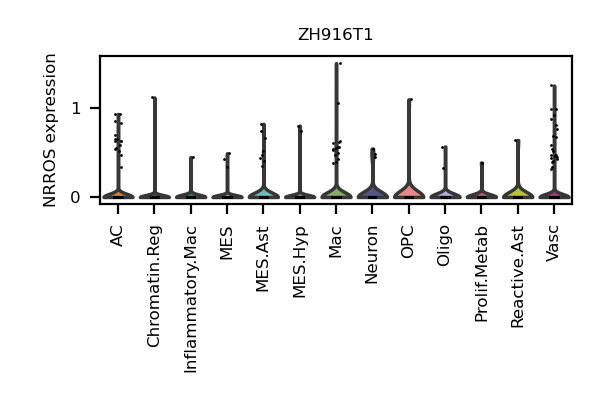 ZH916T1
NRROS expression
1
0
AC
Chromatin.Reg
Inflammatory.Mac
MES
MES.Ast
MES.Hyp
Mac
Neuron
OPC
Oligo
Prolif.Metab
Reactive.Ast
Vasc